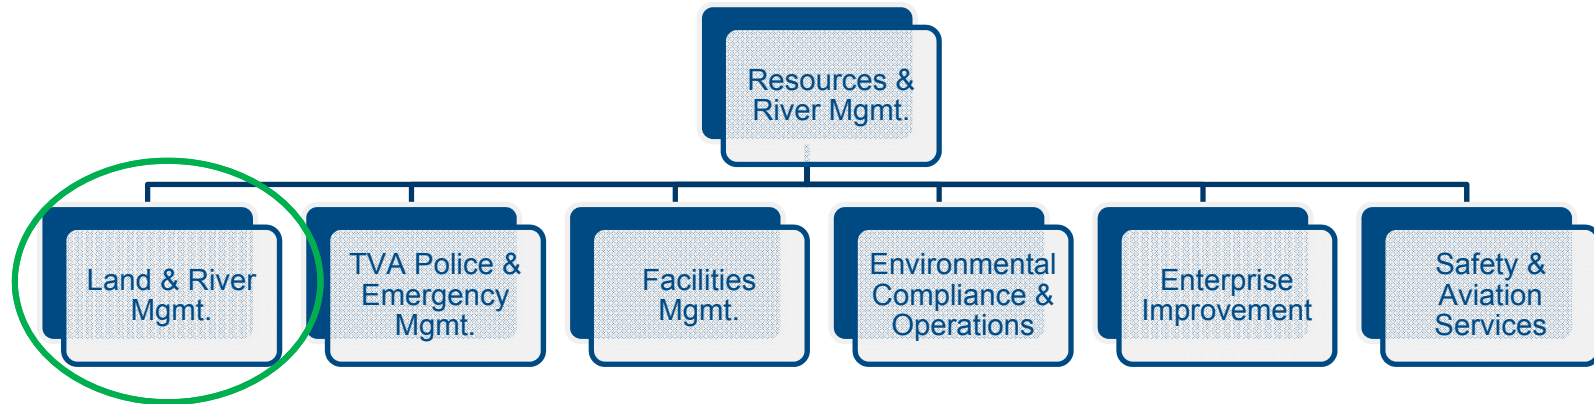 Resources &
River Mgmt.
Land & River
Mgmt.
TVA Police &
Emergency
Mgmt.
Facilities
Mgmt.
Environmental
Compliance &
Operations
Enterprise
Improvement
Safety &
Aviation
Services